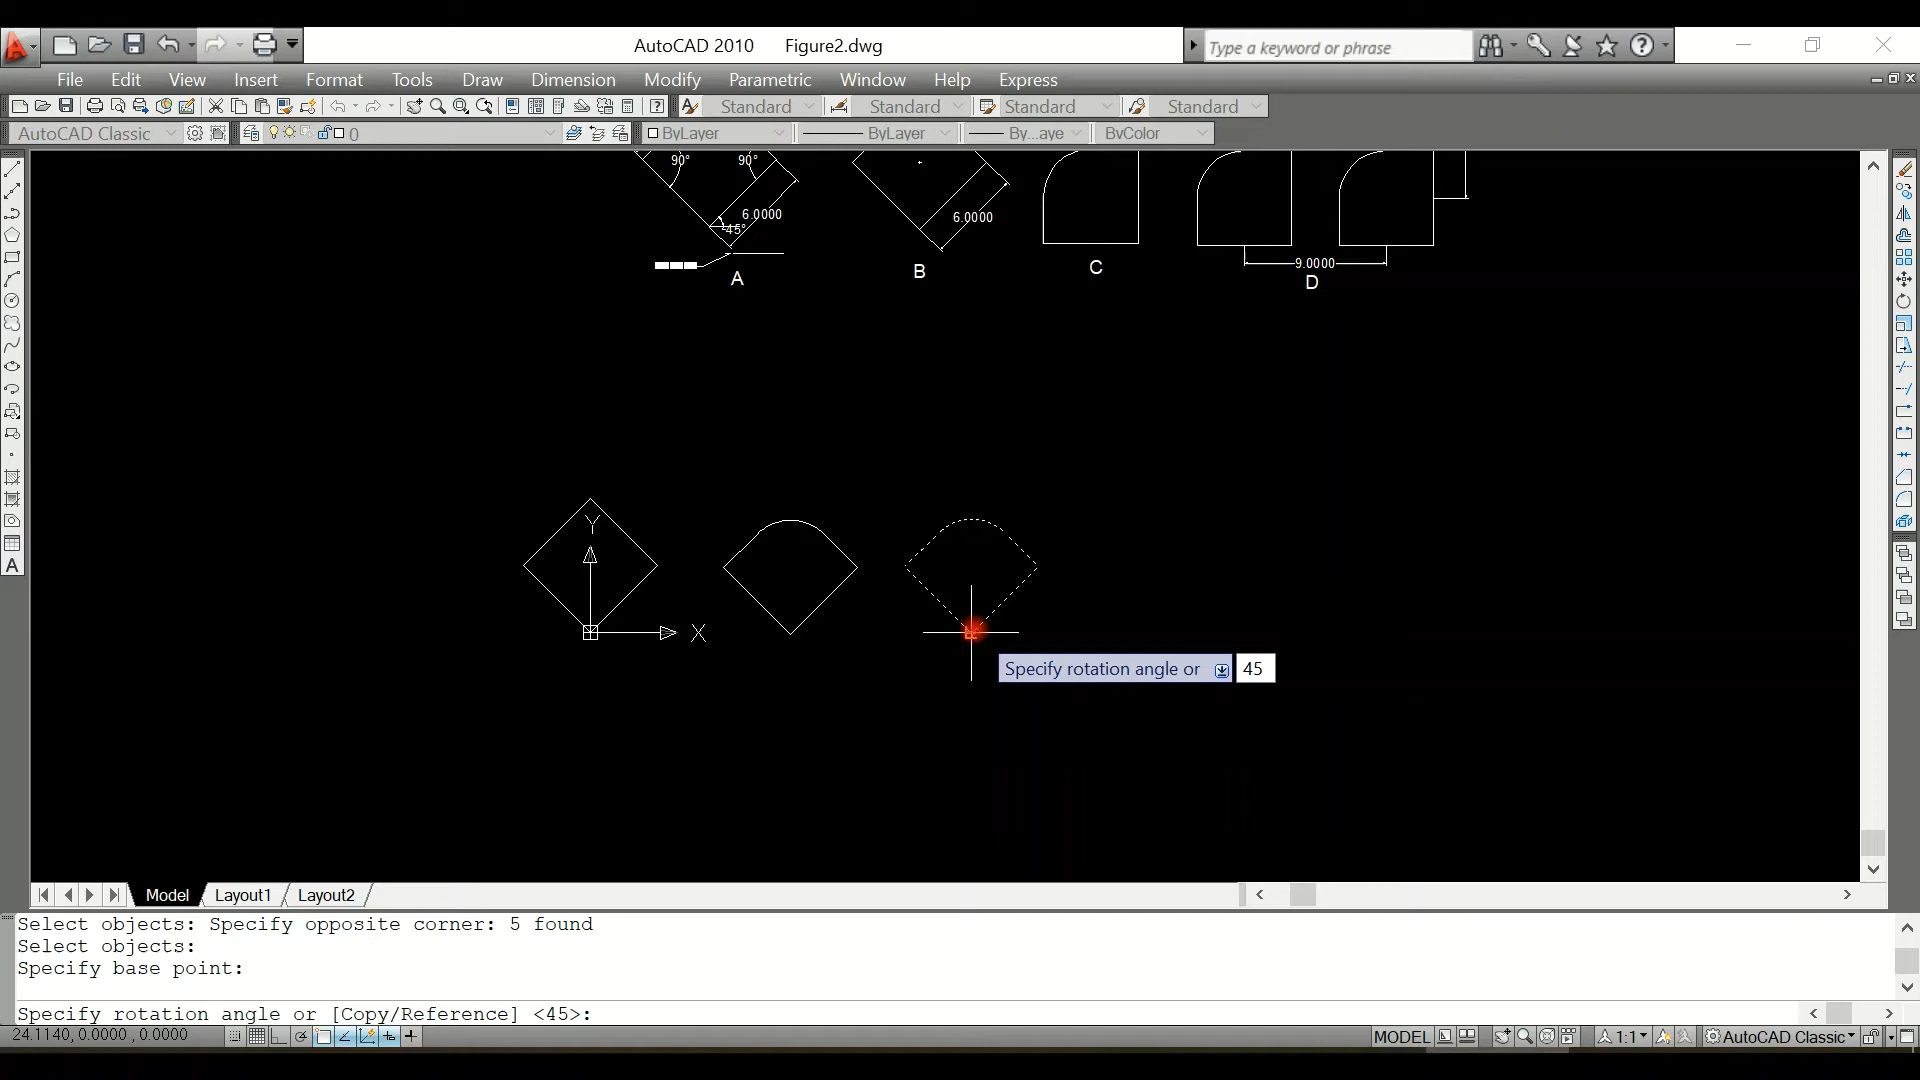 AutoCAD 2010 Figure2.dwg
Type a keyword or phrase
File Edit View Insert Format Tools Draw Dimension Modify Parametric Window Help Express
Standard Standard Standard Standard
AutoCAD Classic 0 ByLayer ByLayer By...aye ByColor
90° 90°
6.0000 6.0000
45°
9.0000
A B C D
Y
X
Specify rotation angle or 45
A
Model Layout1 Layout2
Select objects: Specify opposite corner: 5 found
Select objects:
Specify base point:
Specify rotation angle or [Copy/Reference] <45>:
24.1140, 0.0000 , 0.0000 MODEL 1:1 AutoCAD Classic